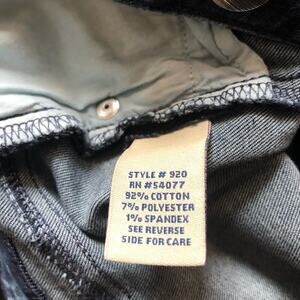 STYLE # 920
RN #54077
92% COTTON
7% POLYESTER
1% SPANDEX
SEE REVERSE
SIDE FOR CARE